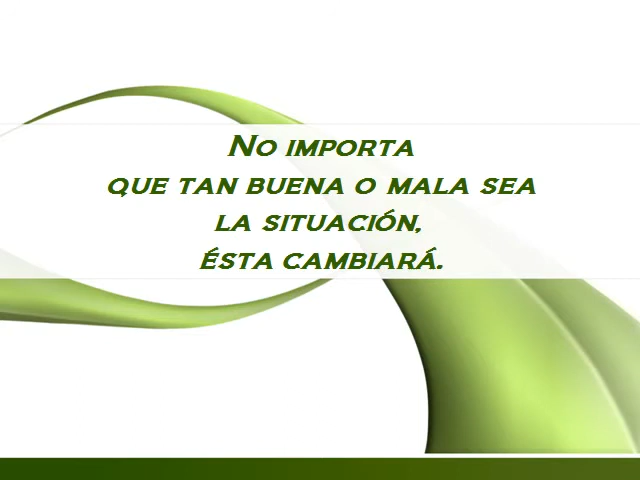 No importa
que tan buena o mala sea
la situación,
ésta cambiará.